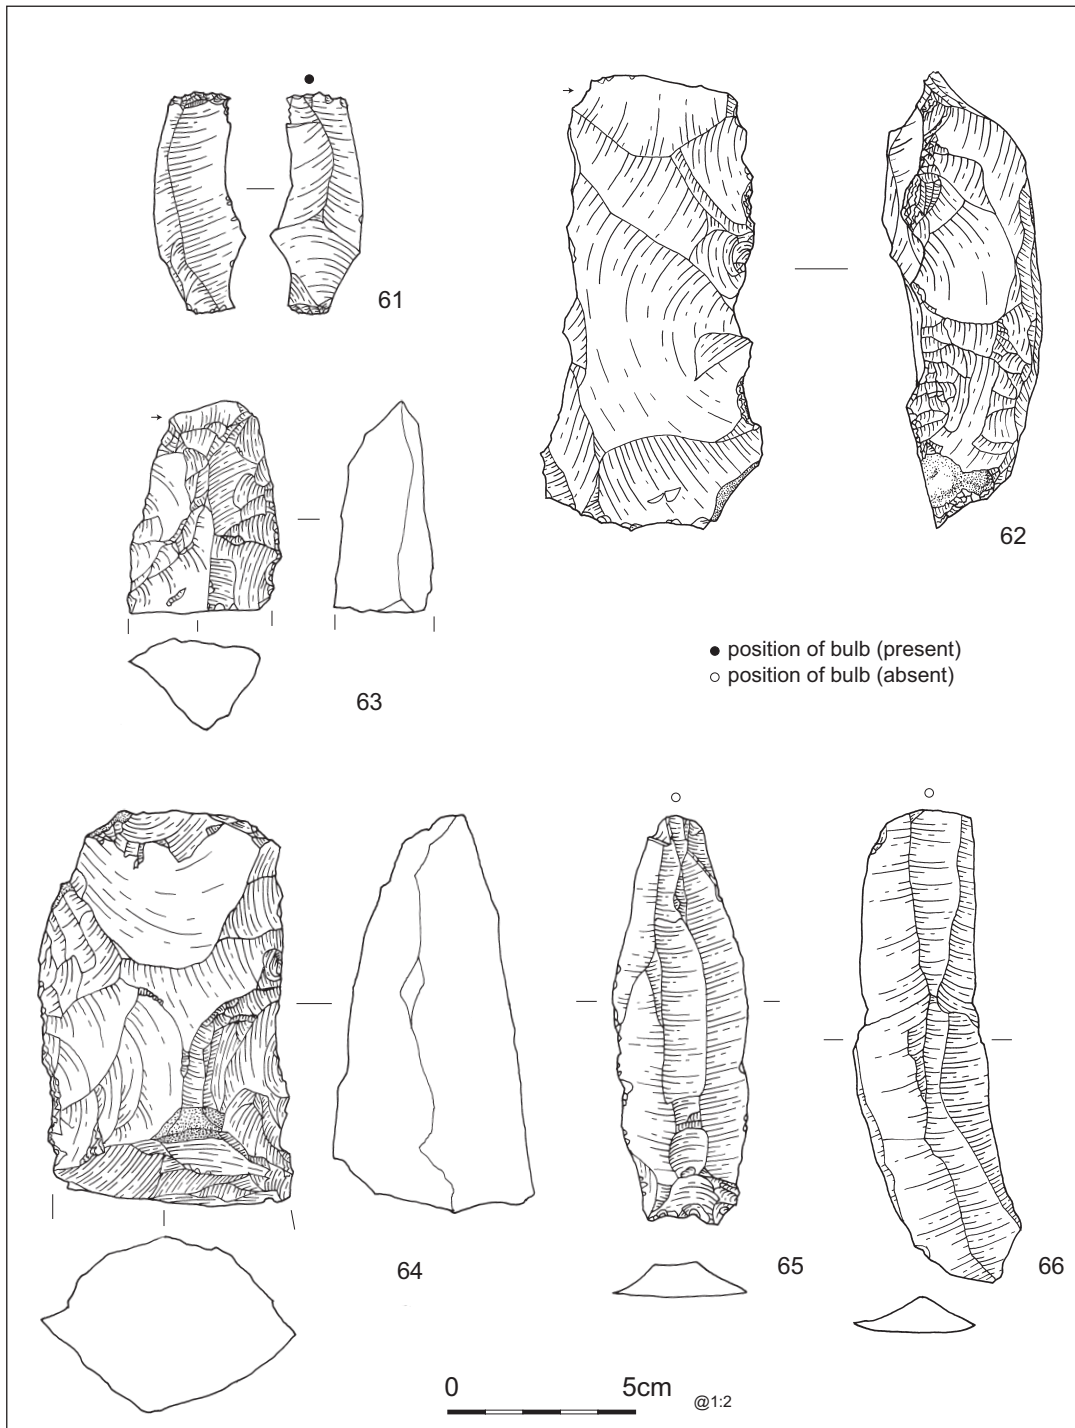 61
62
63
● position of bulb (present)
○ position of bulb (absent)
64
65
66
0 5cm @1:2